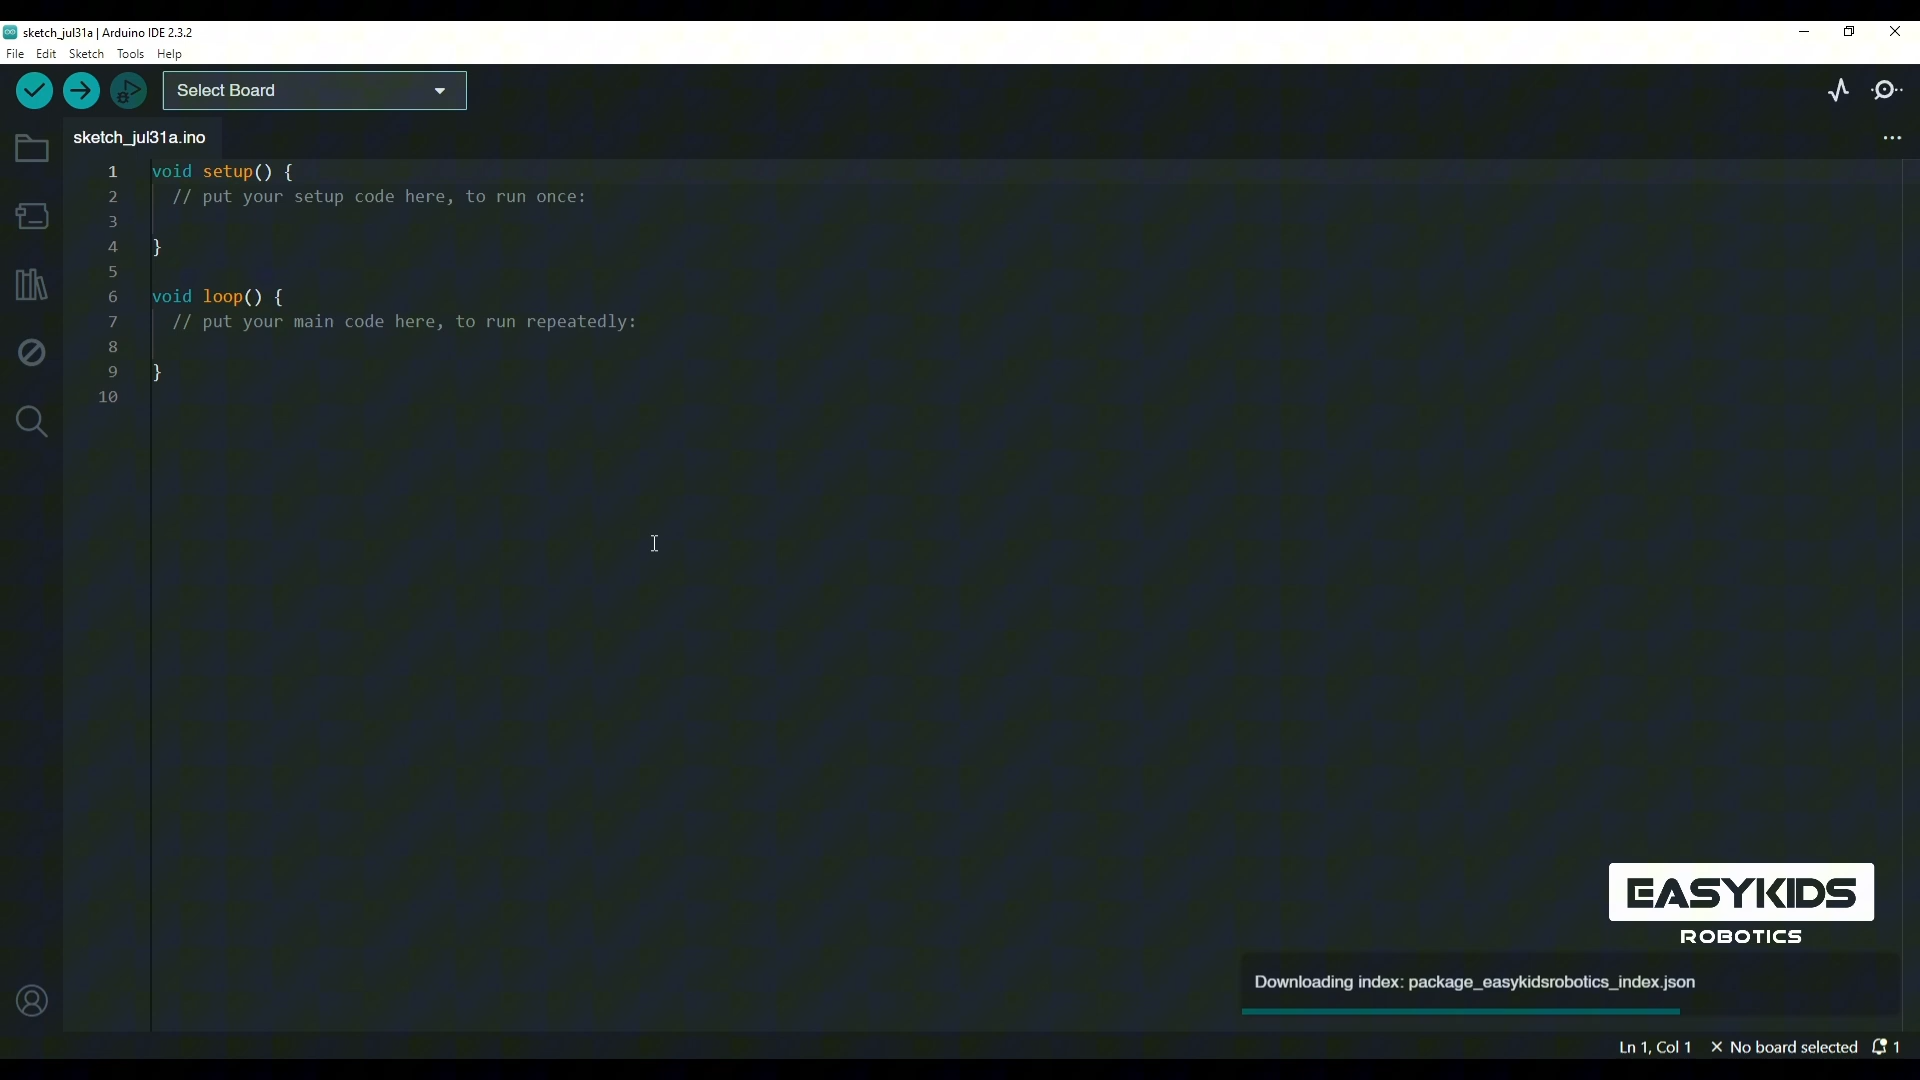 sketch_jul31a | Arduino IDE 2.3.2
File Edit Sketch Tools Help
Select Board
sketch_jul31a.ino
1 void setup() {
2 // put your setup code here, to run once:
3
4 }
5
6 void loop() {
7 // put your main code here, to run repeatedly:
8
9 }
10
EASYKIDS
ROBOTICS
Downloading index: package_easykidsrobotics_index.json
Ln 1, Col 1 × No board selected 1